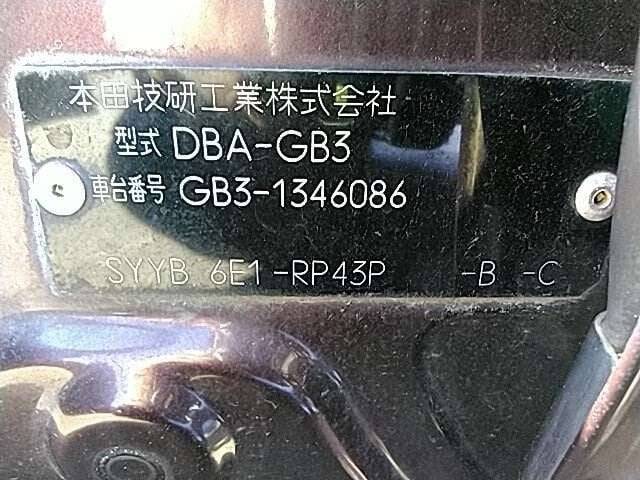 本田技研工業株式会社
型式 DBA-GB3
車台番号 GB3-1346086
SYYB 6E1-RP43P -B -C